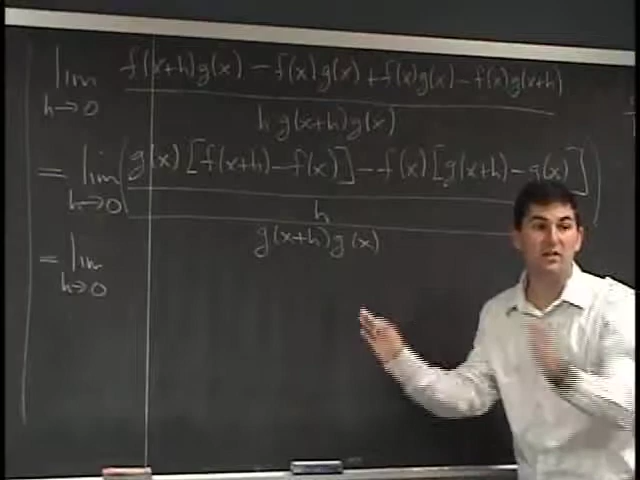 lim f(x+h)g(x) - f(x)g(x) + f(x)g(x) - f(x)g(x+h)
h→0 h g(x+h)g(x)
= lim ( g(x) [f(x+h) - f(x)] - f(x) [g(x+h) - g(x)] )
h→0 h
g(x+h)g(x)
= lim
h→0